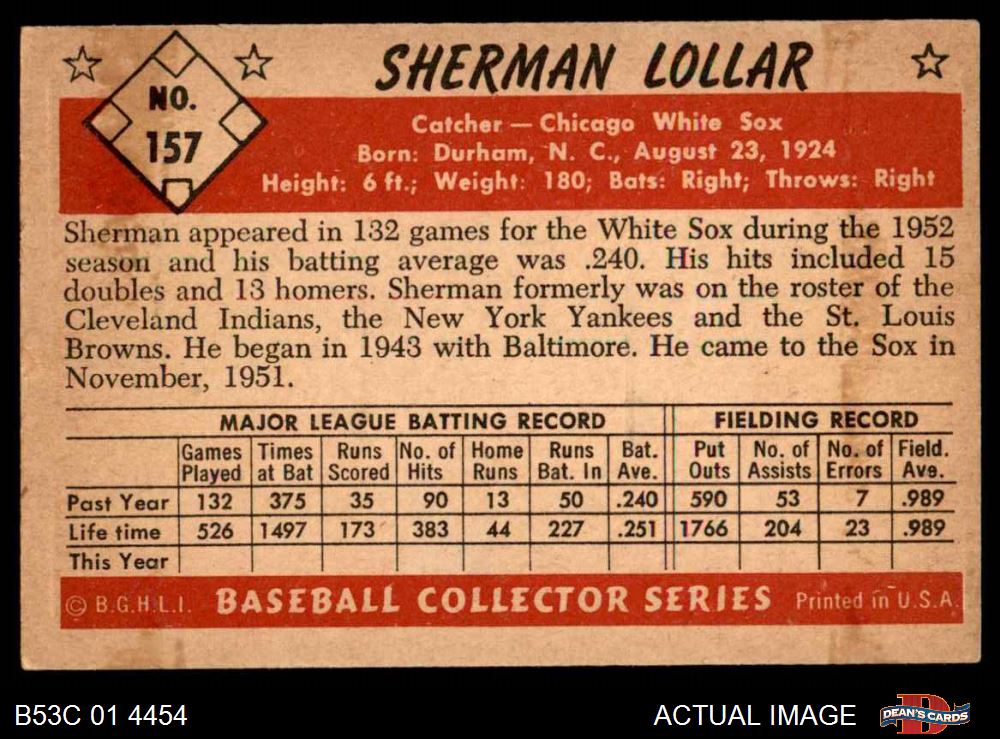 SHERMAN LOLLAR
NO.
157
Catcher — Chicago White Sox
Born: Durham, N. C., August 23, 1924
Height: 6 ft.; Weight: 180; Bats: Right; Throws: Right
Sherman appeared in 132 games for the White Sox during the 1952
season and his batting average was .240. His hits included 15
doubles and 13 homers. Sherman formerly was on the roster of the
Cleveland Indians, the New York Yankees and the St. Louis
Browns. He began in 1943 with Baltimore. He came to the Sox in
November, 1951.
MAJOR LEAGUE BATTING RECORD FIELDING RECORD
Games Times Runs No. of Home Runs Bat. Put No. of No. of Field.
Played at Bat Scored Hits Runs Bat. In Ave. Outs Assists Errors Ave.
Past Year 132 375 35 90 13 50 .240 590 53 7 .989
Life time 526 1497 173 383 44 227 .251 1766 204 23 .989
This Year
© B.G.H.L.I. BASEBALL COLLECTOR SERIES Printed in U.S.A.
B53C 01 4454 ACTUAL IMAGE DEAN'S CARDS